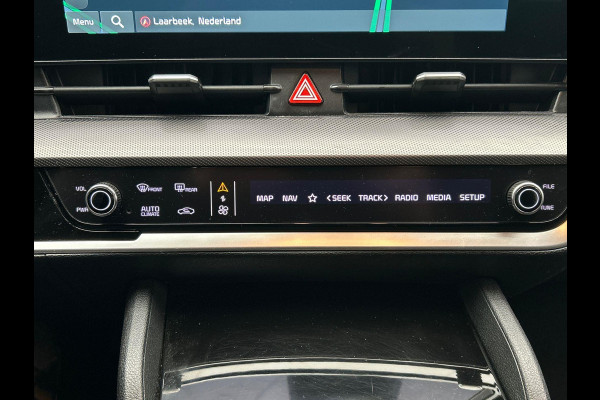 Menu Laarbeek, Nederland
VOL FRONT REAR FILE
MAP NAV <SEEK TRACK> RADIO MEDIA SETUP
PWR AUTO TUNE
CLIMATE